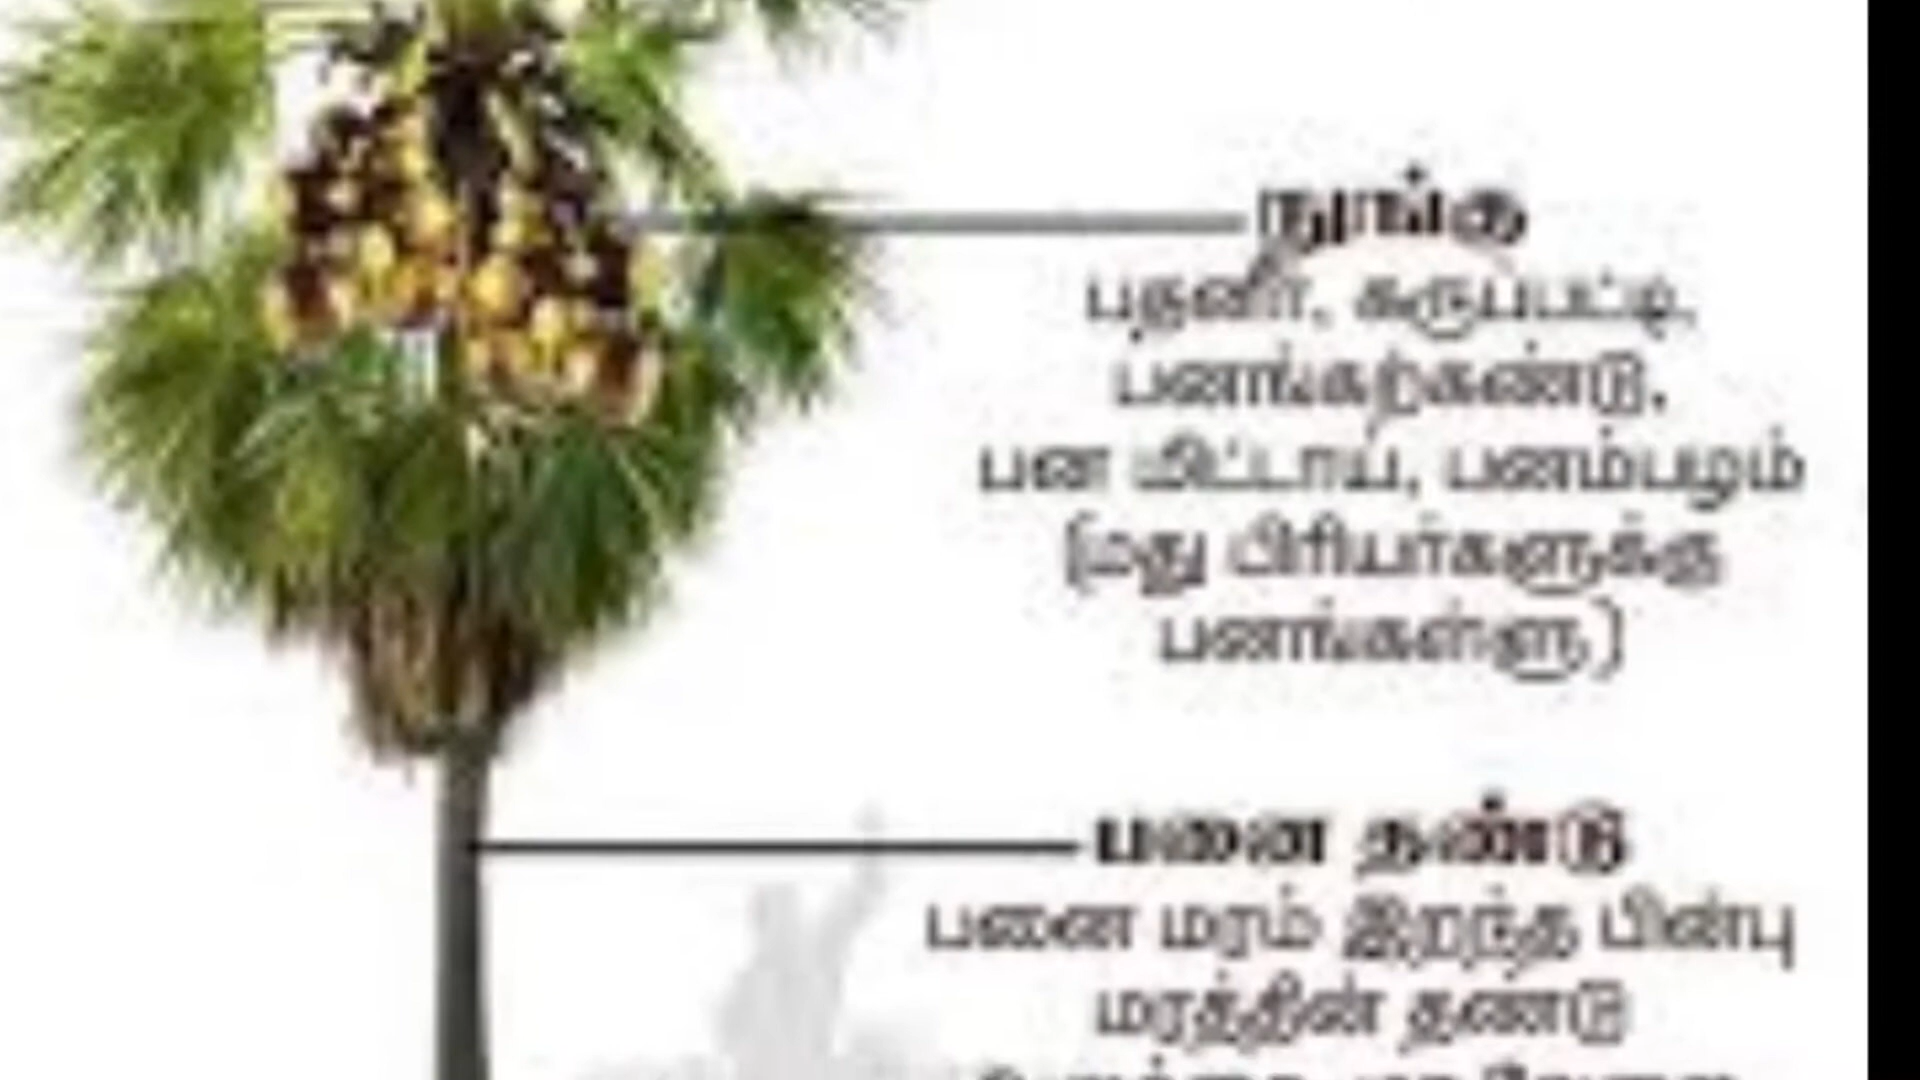 நுங்கு
பதனீர், கருப்பட்டி,
பனங்கற்கண்டு,
பன மிட்டாய், பனம்பழம்
(மது பிரியர்களுக்கு
பனங்கள்ளு)
பனை தண்டு
பனை மரம் இறந்த பின்பு
மரத்தின் தண்டு